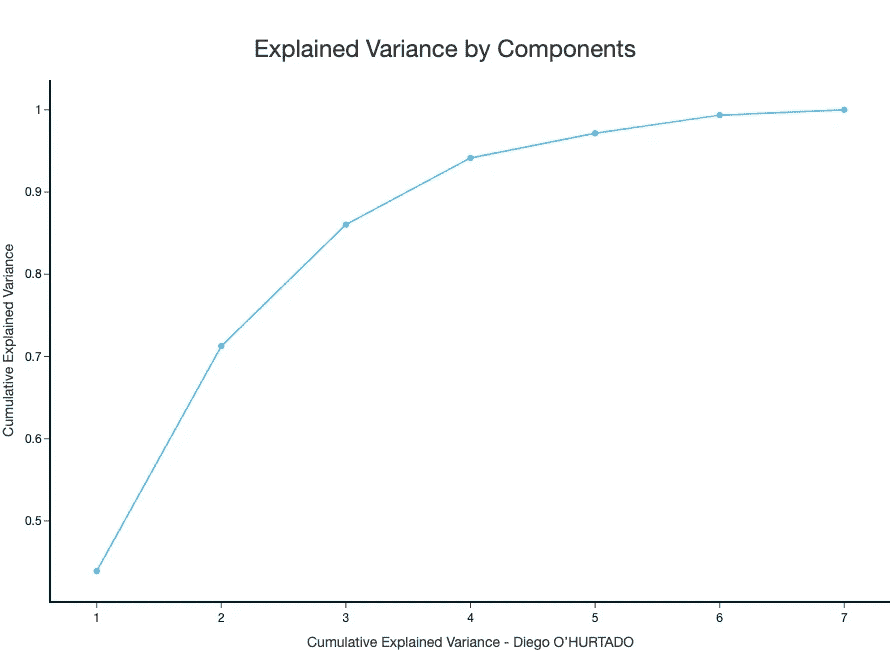 Explained Variance by Components
1
0.9
0.8
0.7
0.6
0.5
Cumulative Explained Variance
1 2 3 4 5 6 7
Cumulative Explained Variance - Diego O'HURTADO